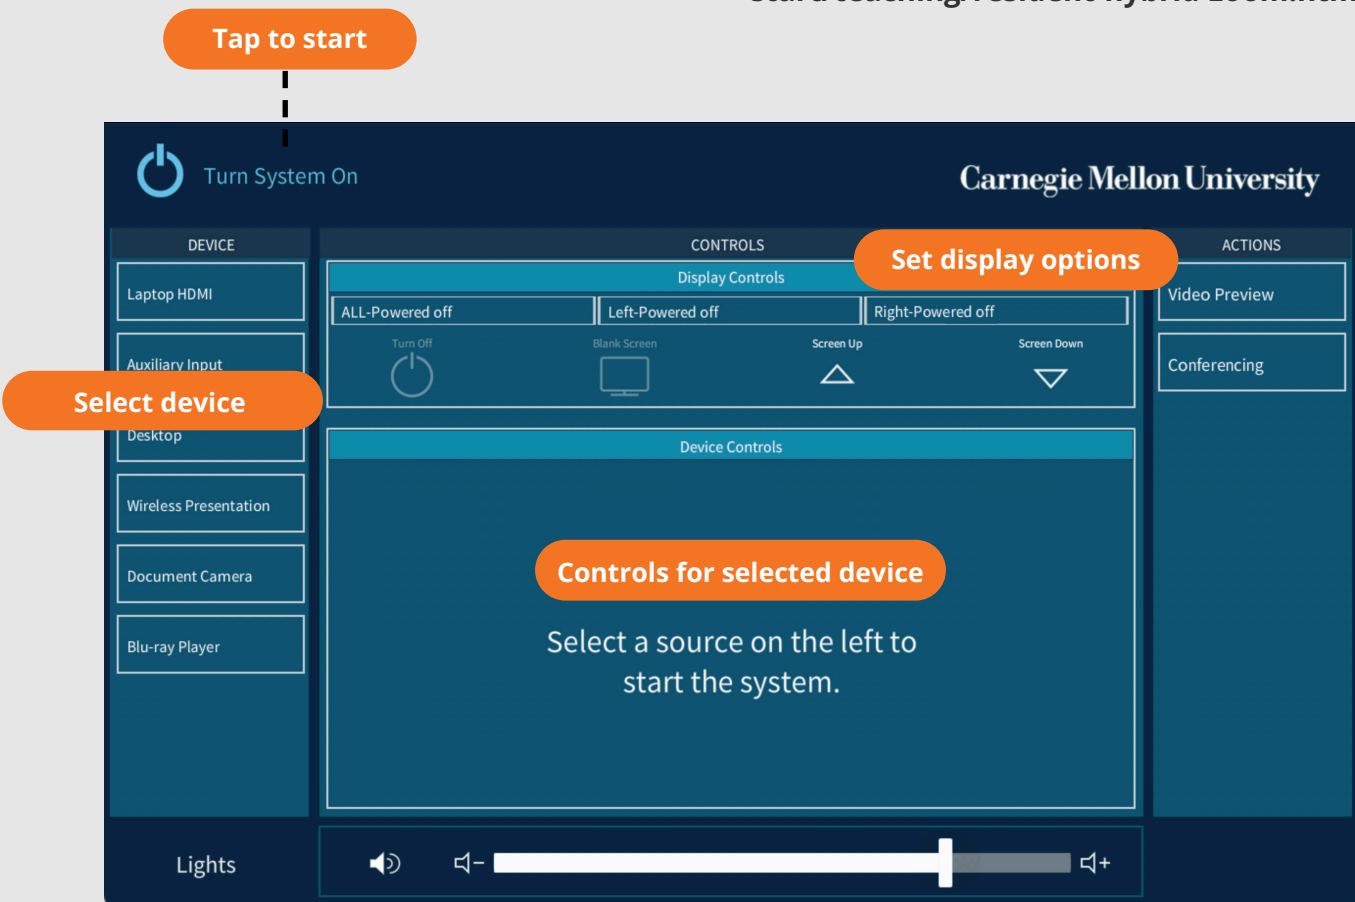 Tap to start
Turn System On
Carnegie Mellon University
DEVICE
CONTROLS
ACTIONS
Set display options
Laptop HDMI
Auxiliary Input
Select device
Desktop
Wireless Presentation
Document Camera
Blu-ray Player
Display Controls
ALL-Powered off
Left-Powered off
Right-Powered off
Turn Off
Blank Screen
Screen Up
Screen Down
Device Controls
Controls for selected device
Select a source on the left to
start the system.
Video Preview
Conferencing
Lights